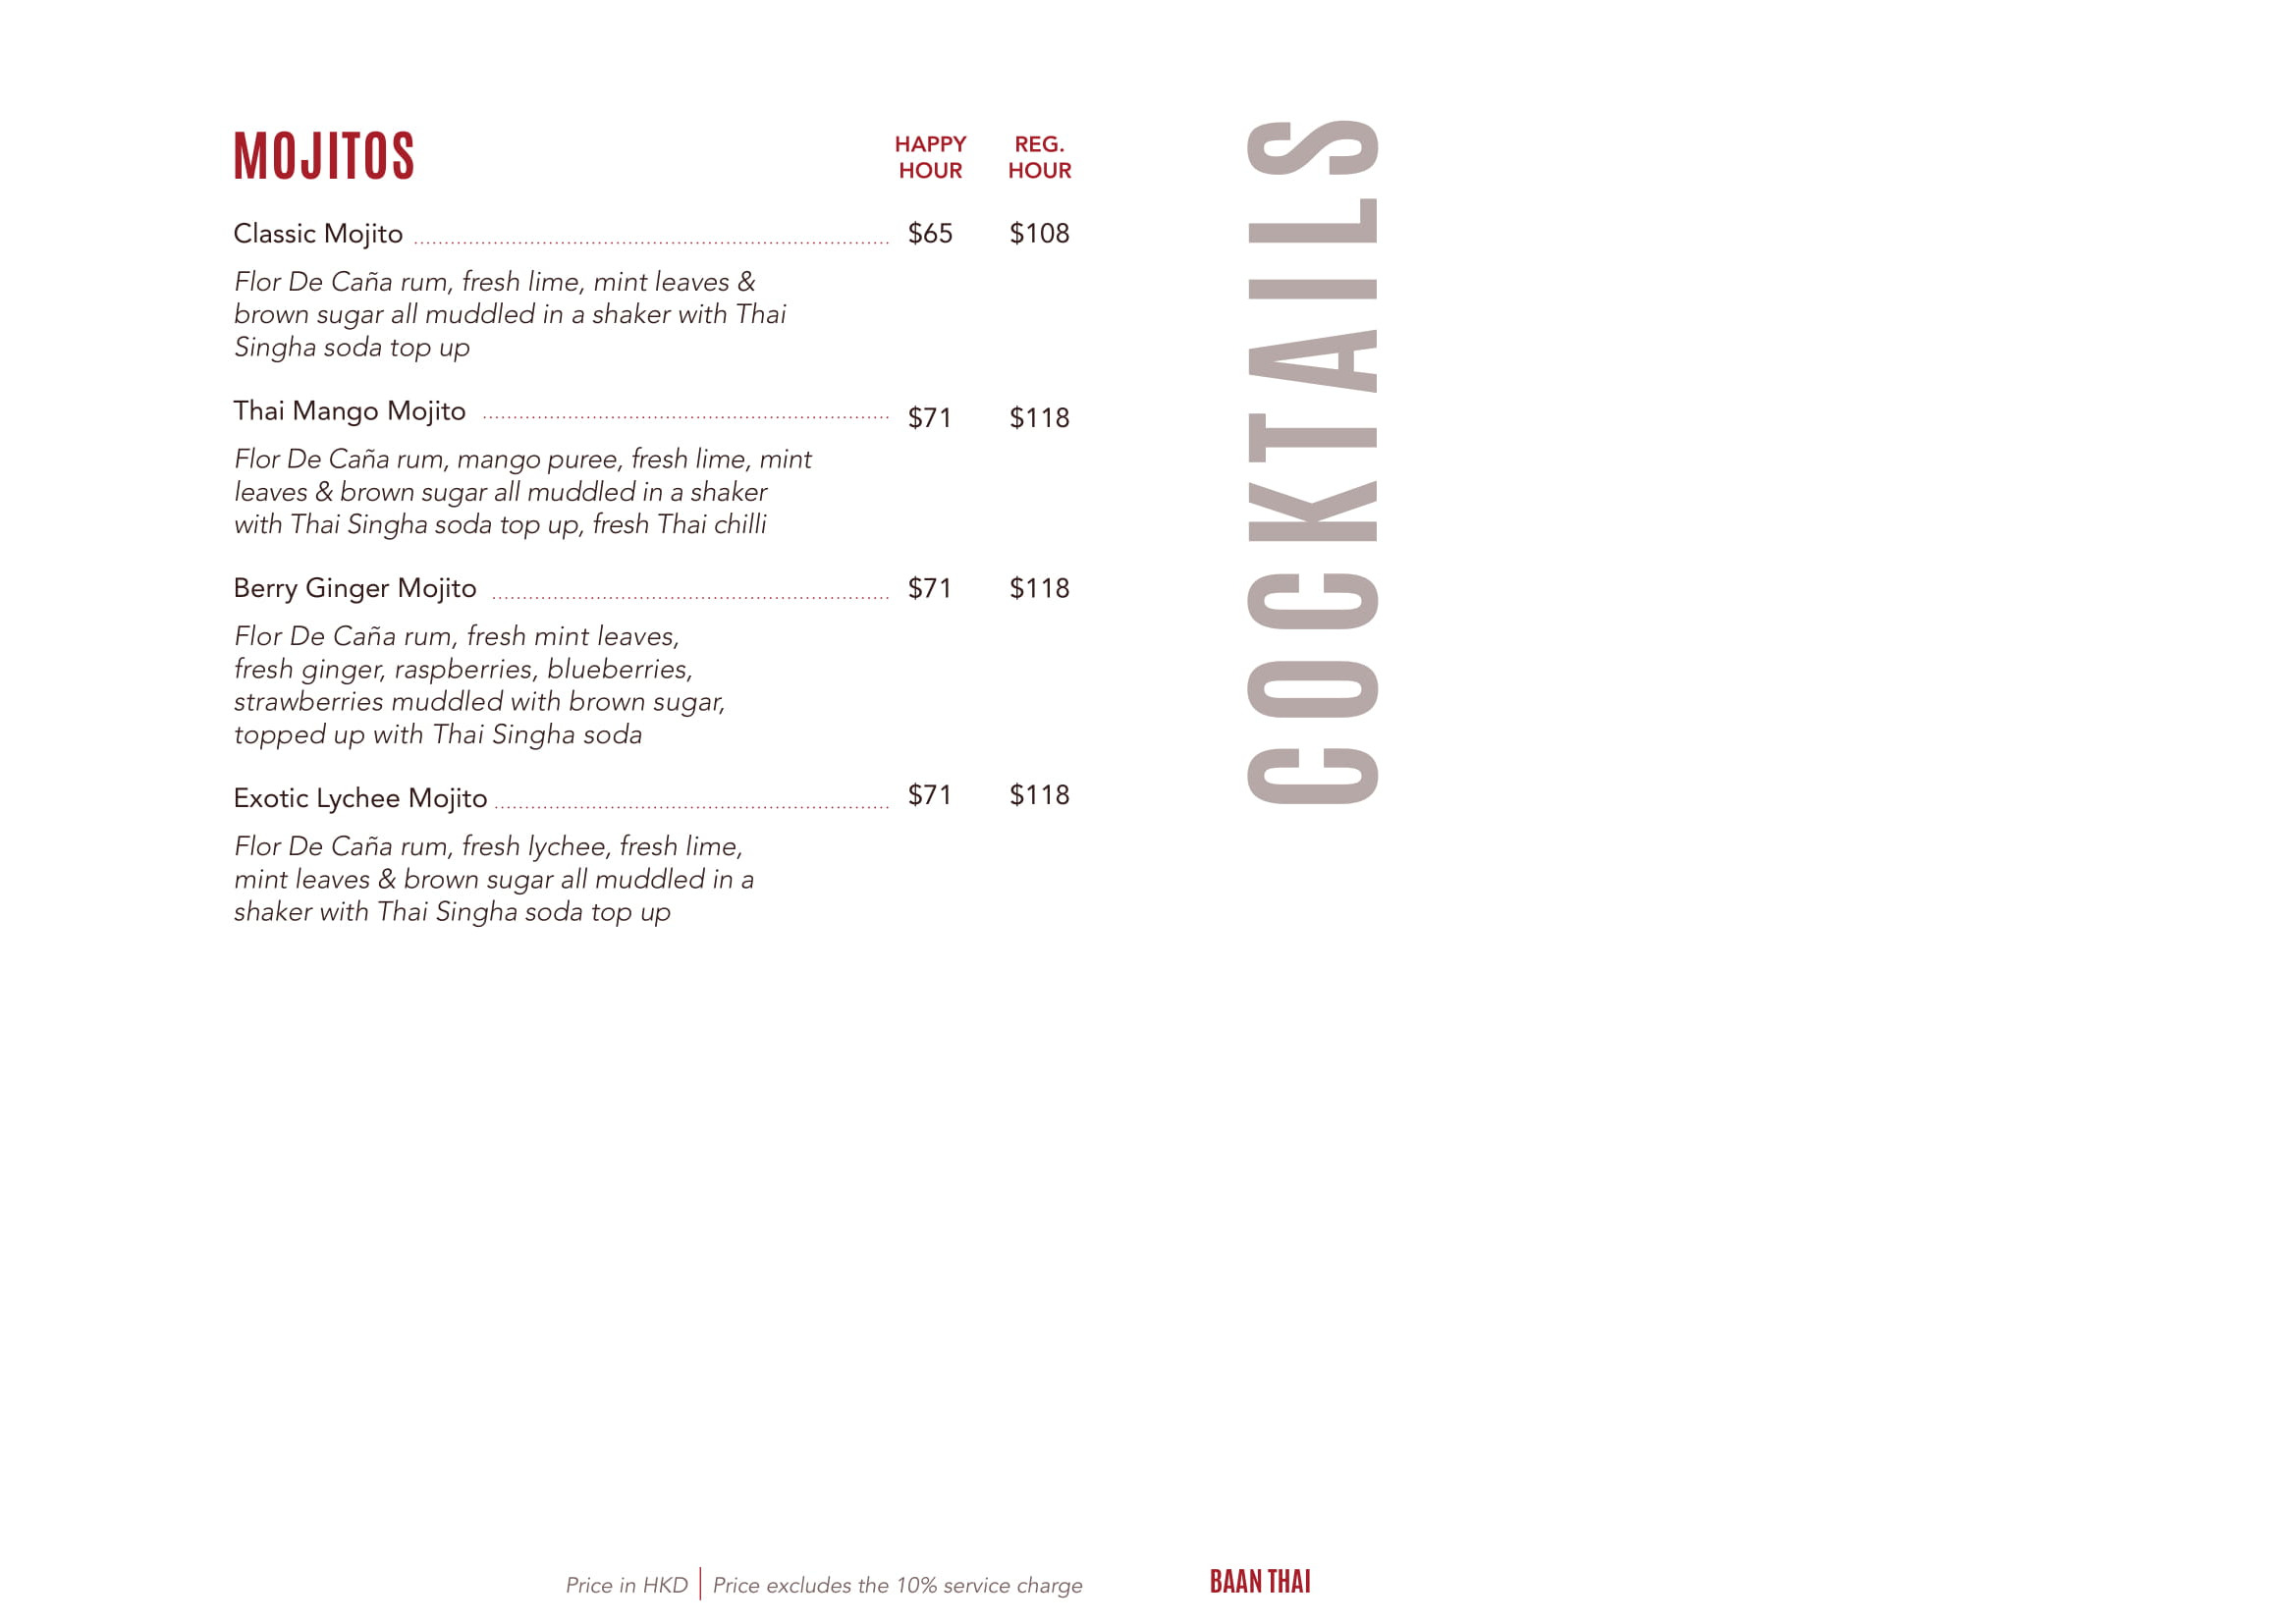 MOJITOS
HAPPY HOUR
REG. HOUR
Classic Mojito $65 $108
Flor De Caña rum, fresh lime, mint leaves &
brown sugar all muddled in a shaker with Thai
Singha soda top up
Thai Mango Mojito $71 $118
Flor De Caña rum, mango puree, fresh lime, mint
leaves & brown sugar all muddled in a shaker
with Thai Singha soda top up, fresh Thai chilli
Berry Ginger Mojito $71 $118
Flor De Caña rum, fresh mint leaves,
fresh ginger, raspberries, blueberries,
strawberries muddled with brown sugar,
topped up with Thai Singha soda
Exotic Lychee Mojito $71 $118
Flor De Caña rum, fresh lychee, fresh lime,
mint leaves & brown sugar all muddled in a
shaker with Thai Singha soda top up
COCKTAILS
Price in HKD | Price excludes the 10% service charge
BAAN THAI